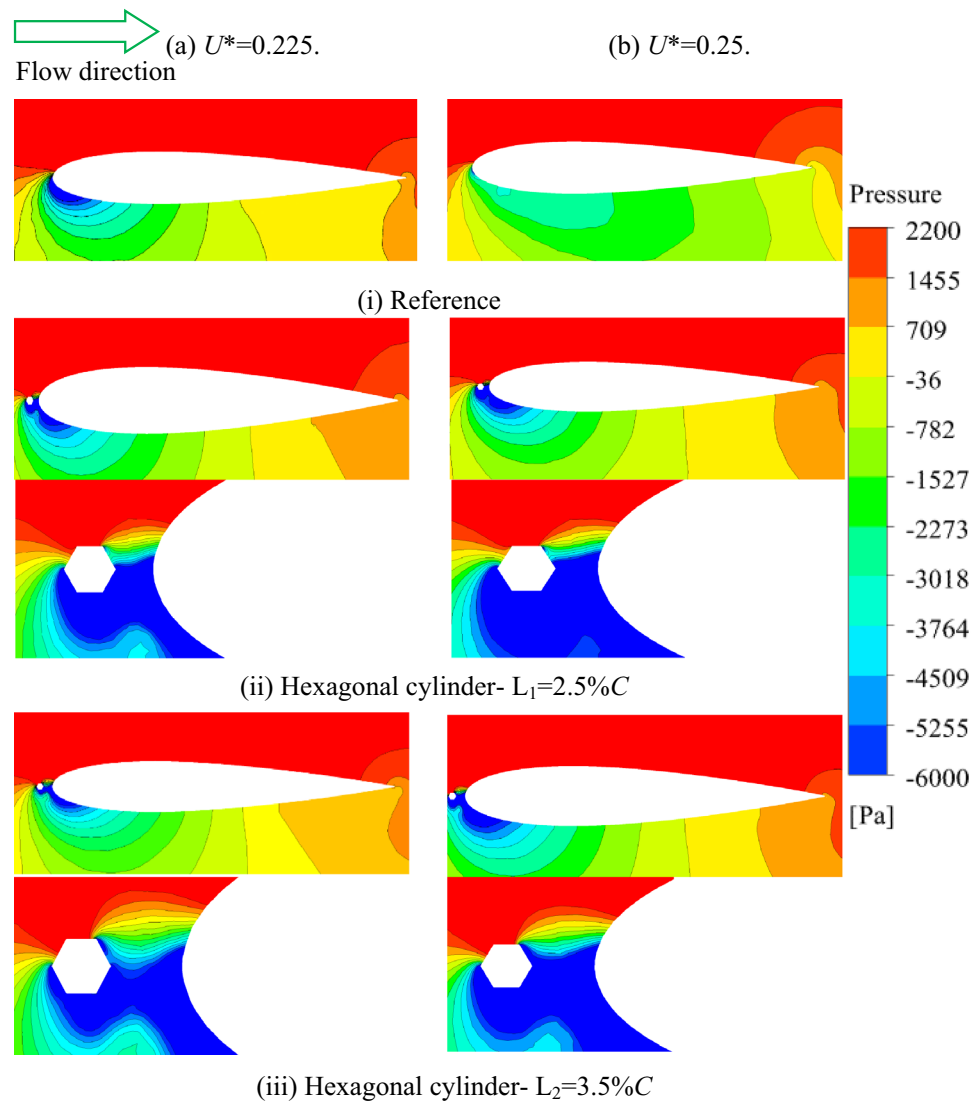 (a) U*=0.225.
(b) U*=0.25.
Flow direction
(i) Reference
Pressure
2200
1455
709
-36
-782
-1527
-2273
-3018
-3764
-4509
-5255
-6000
[Pa]
(ii) Hexagonal cylinder- L₁=2.5%C
(iii) Hexagonal cylinder- L₂=3.5%C